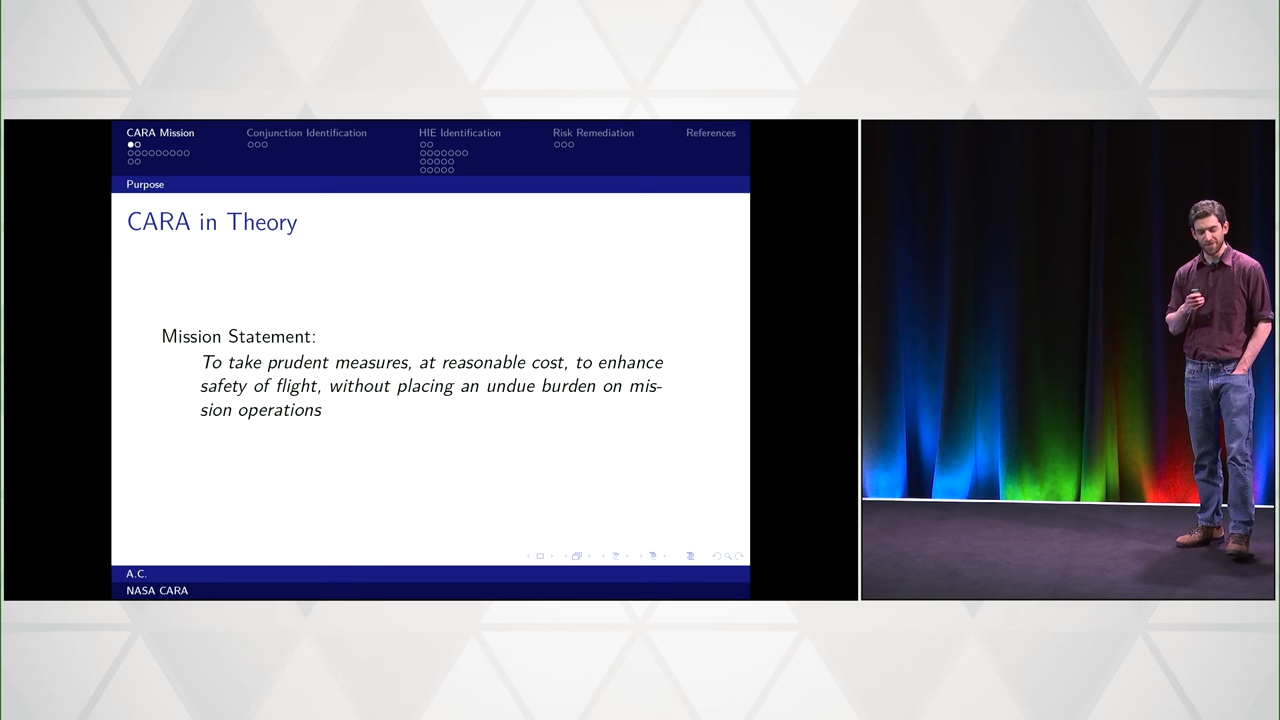 CARA Mission
Conjunction Identification
HIE Identification
Risk Remediation
References
Purpose
CARA in Theory
Mission Statement:
To take prudent measures, at reasonable cost, to enhance
safety of flight, without placing an undue burden on mis-
sion operations
A.C.
NASA CARA